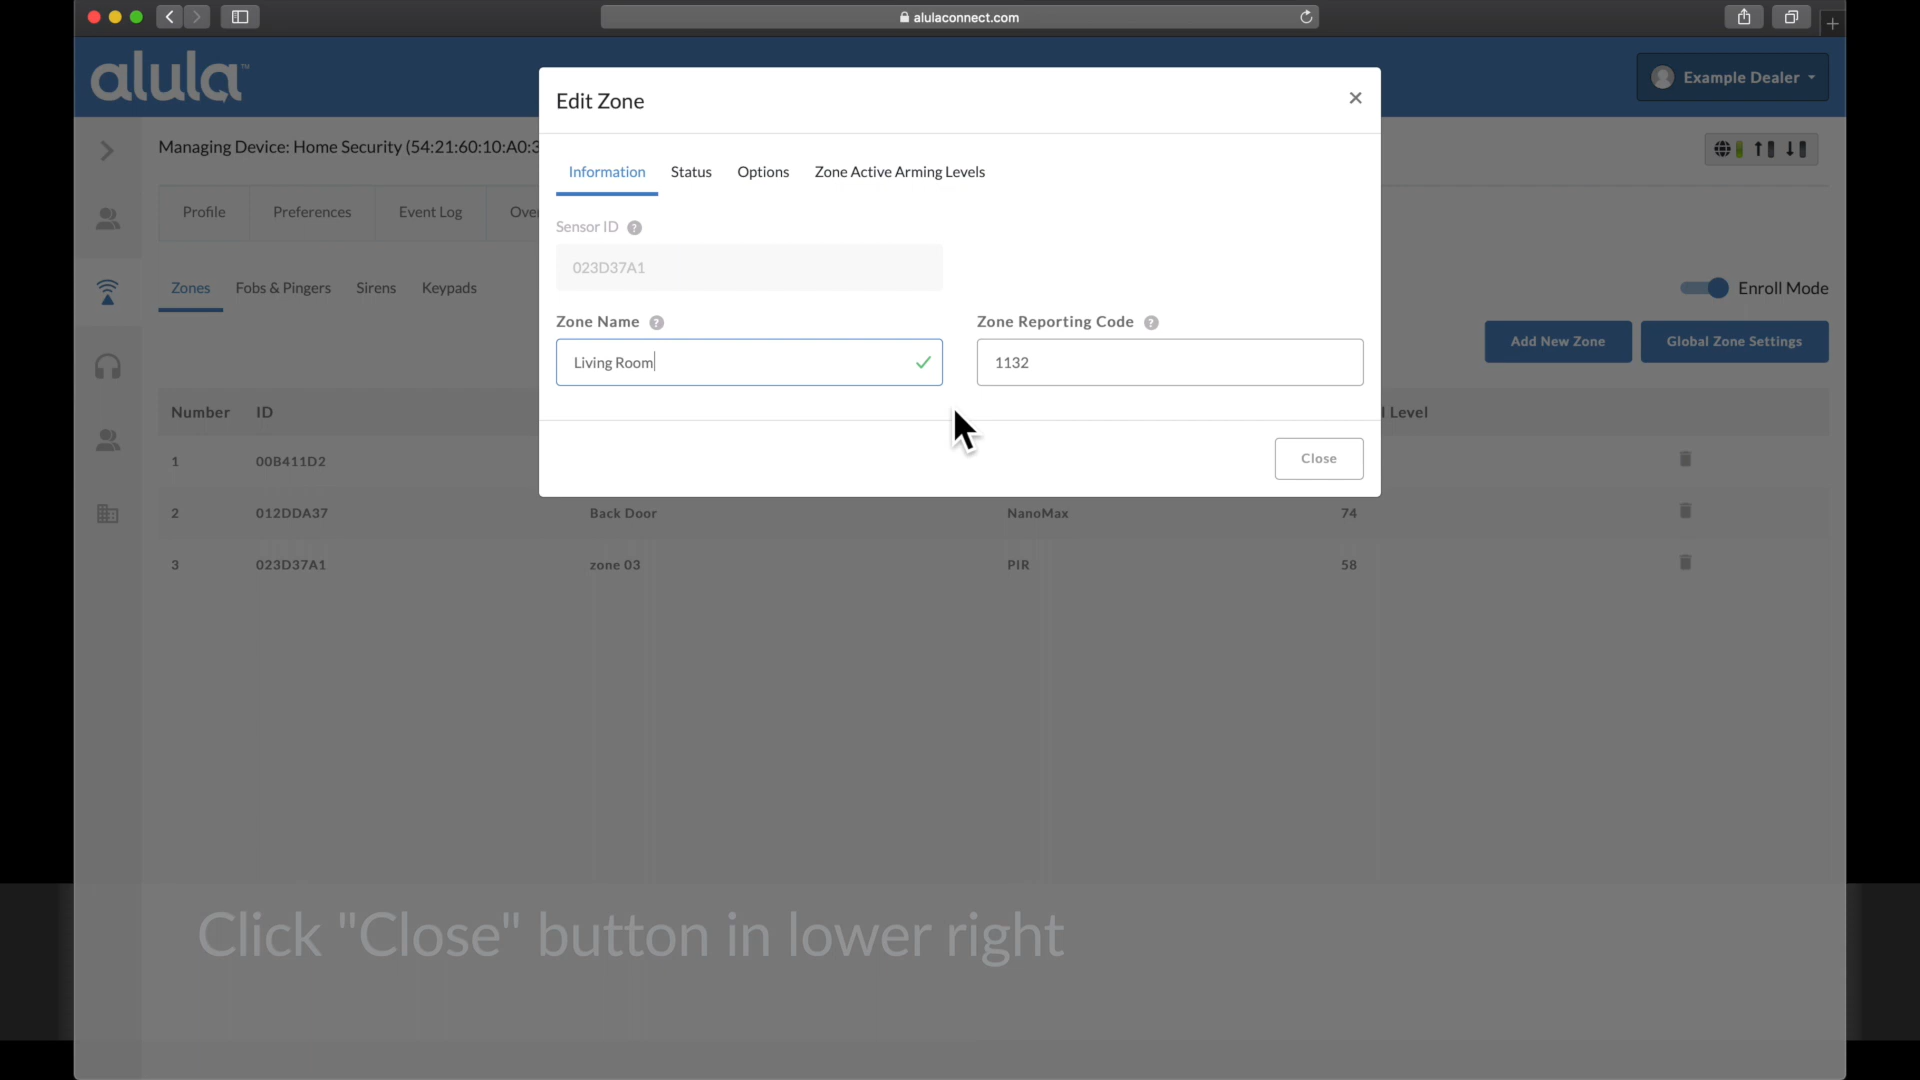 alulaconnect.com
alula™
Example Dealer
Edit Zone
Managing Device: Home Security (54:21:60:10:A0:3
Information Status Options Zone Active Arming Levels
Profile Preferences Event Log
Sensor ID
023D37A1
Zones Fobs & Pingers Sirens Keypads
Enroll Mode
Zone Name Zone Reporting Code
Add New Zone Global Zone Settings
Living Room 1132
Number ID Level
Close
1 00B411D2
2 012DDA37 Back Door NanoMax 74
3 023D37A1 zone 03 PIR 58
Click "Close" button in lower right